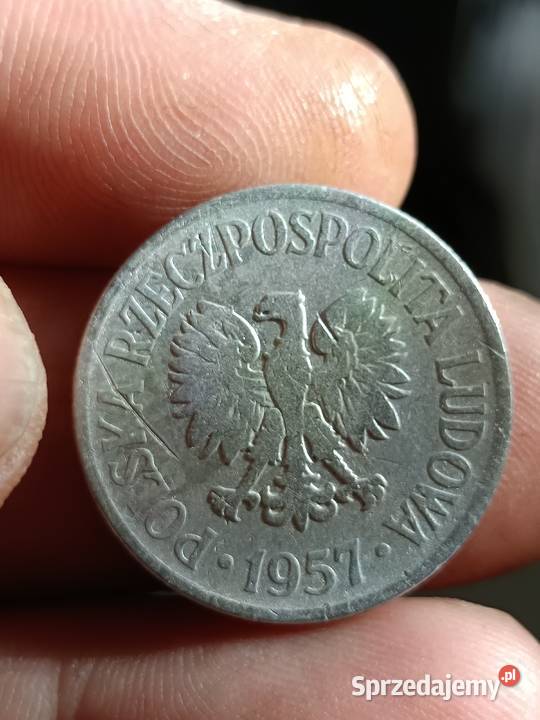 POLSKA RZECZPOSPOLITA LUDOWA
· 1957 ·
Sprzedajemy.pl